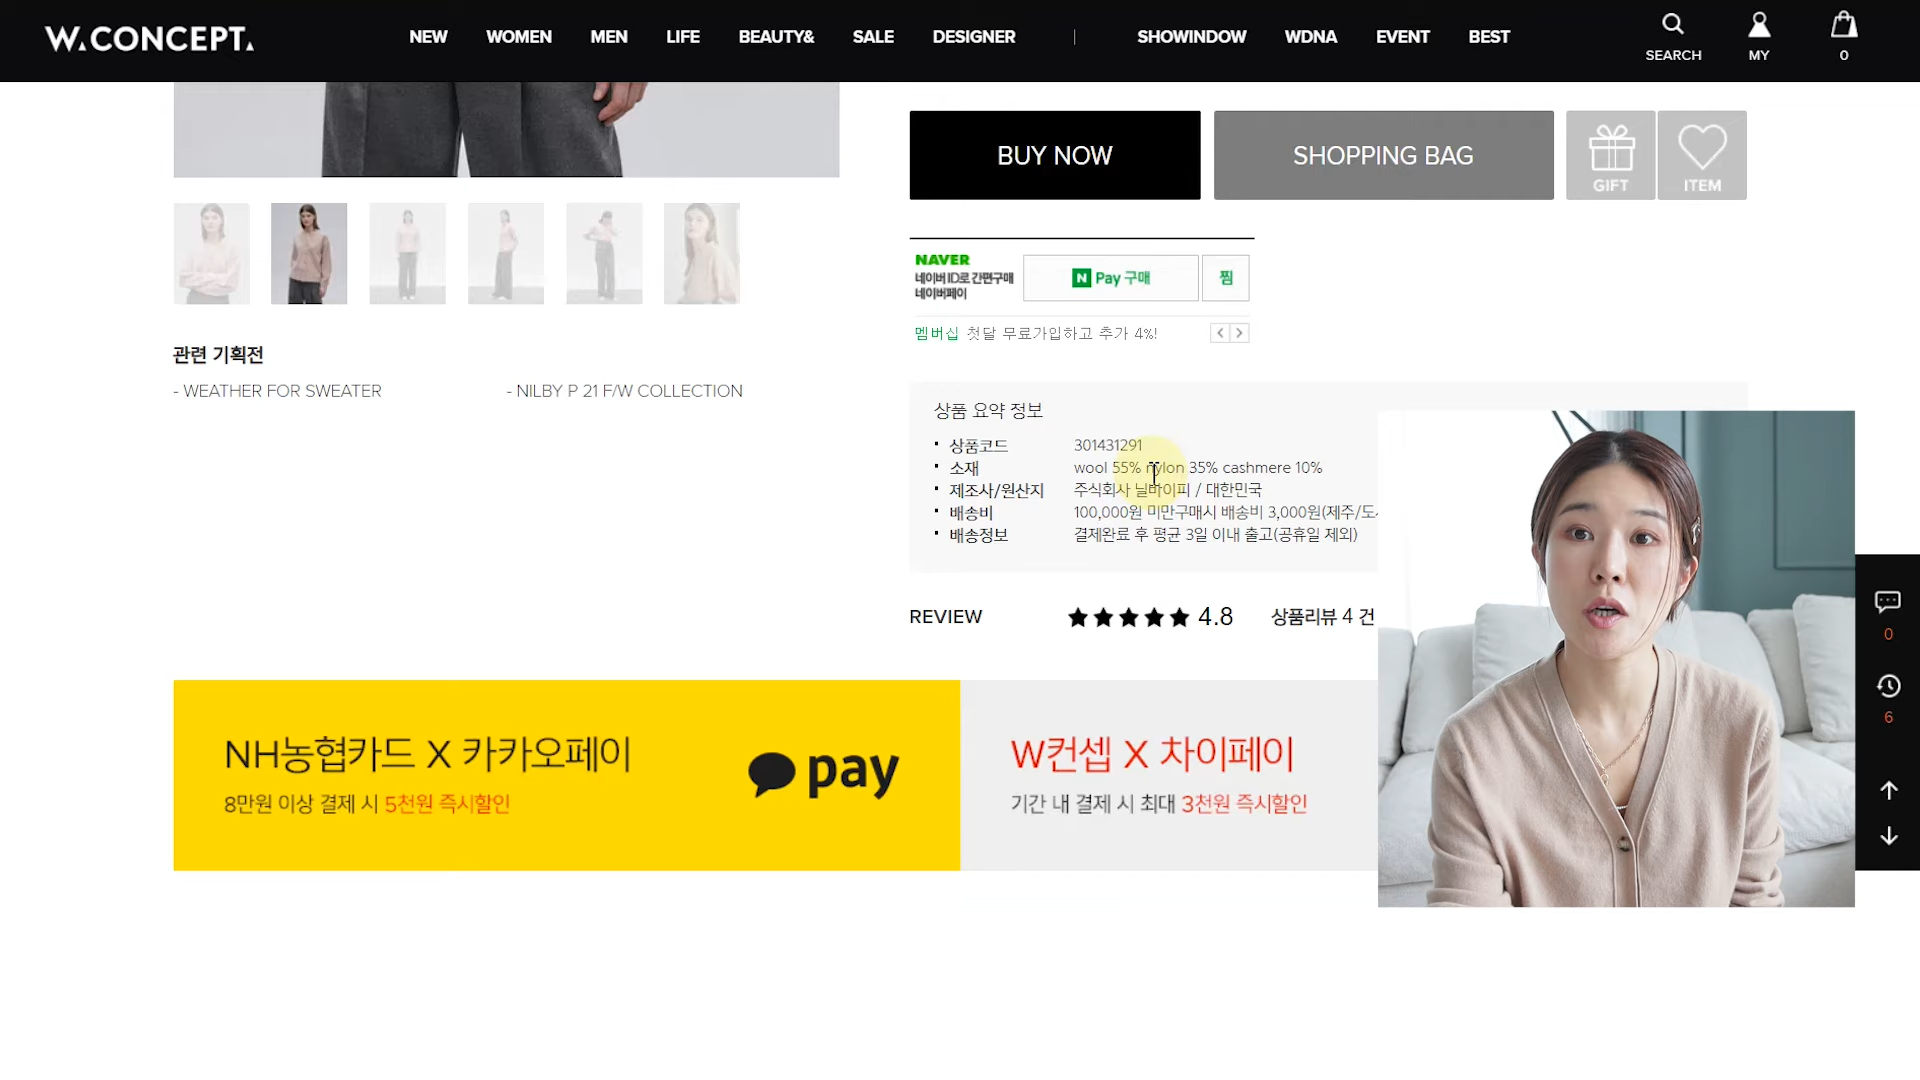 W.CONCEPT.
NEW WOMEN MEN LIFE BEAUTY& SALE DESIGNER | SHOWINDOW WDNA EVENT BEST
SEARCH
MY
0
BUY NOW
SHOPPING BAG
GIFT
ITEM
NAVER
네이버ID로 간편구매
네이버페이
N Pay 구매
찜
멤버십 첫달 무료가입하고 추가 4%!
관련 기획전
- WEATHER FOR SWEATER
- NILBY P 21 F/W COLLECTION
상품 요약 정보
상품코드 301431291
소재 wool 55% nylon 35% cashmere 10%
제조사/원산지 주식회사 닐바이피 / 대한민국
배송비 100,000원 미만구매시 배송비 3,000원(제주/도
배송정보 결제완료 후 평균 3일 이내 출고(공휴일 제외)
REVIEW ★★★★★ 4.8 상품리뷰 4 건
0
6
NH농협카드 X 카카오페이
8만원 이상 결제 시 5천원 즉시할인
pay
W컨셉 X 차이페이
기간 내 결제 시 최대 3천원 즉시할인